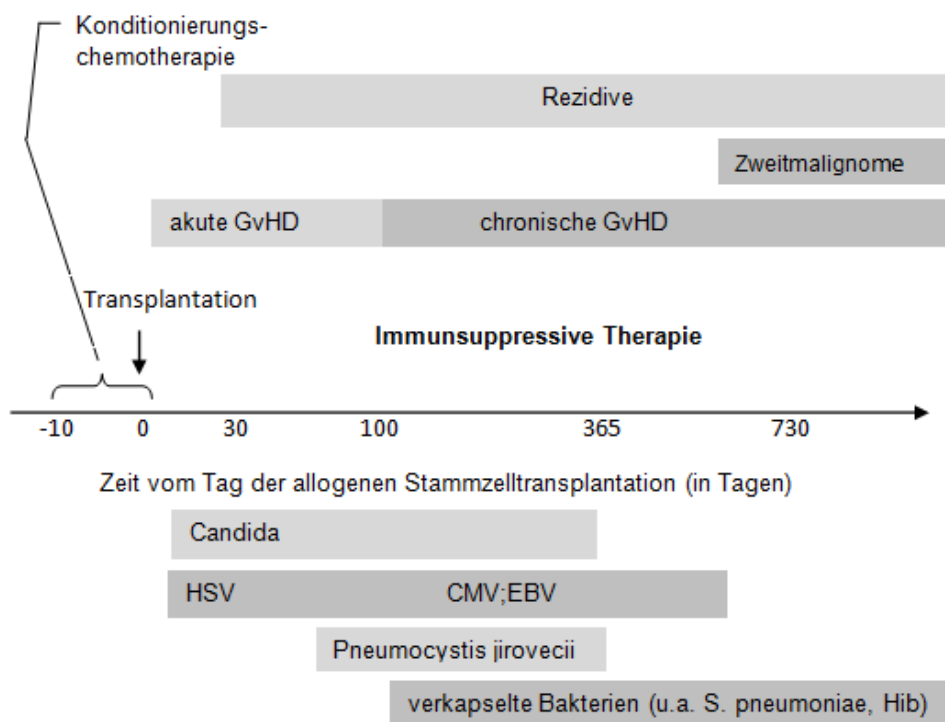 Konditionierungs-
chemotherapie
Rezidive
Zweitmalignome
akute GvHD chronische GvHD
Transplantation
Immunsuppressive Therapie
-10 0 30 100 365 730
Zeit vom Tag der allogenen Stammzelltransplantation (in Tagen)
Candida
HSV CMV;EBV
Pneumocystis jirovecii
verkapselte Bakterien (u.a. S. pneumoniae, Hib)